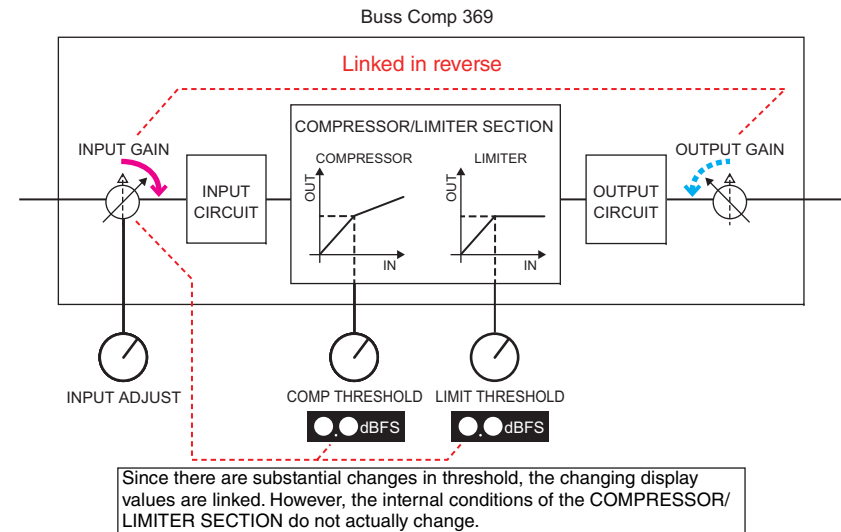 Buss Comp 369
Linked in reverse
COMPRESSOR/LIMITER SECTION
INPUT GAIN
OUTPUT GAIN
COMPRESSOR
LIMITER
INPUT
CIRCUIT
OUT
IN
OUT
IN
OUTPUT
CIRCUIT
INPUT ADJUST
COMP THRESHOLD
LIMIT THRESHOLD
dBFS
dBFS
Since there are substantial changes in threshold, the changing display
values are linked. However, the internal conditions of the COMPRESSOR/
LIMITER SECTION do not actually change.